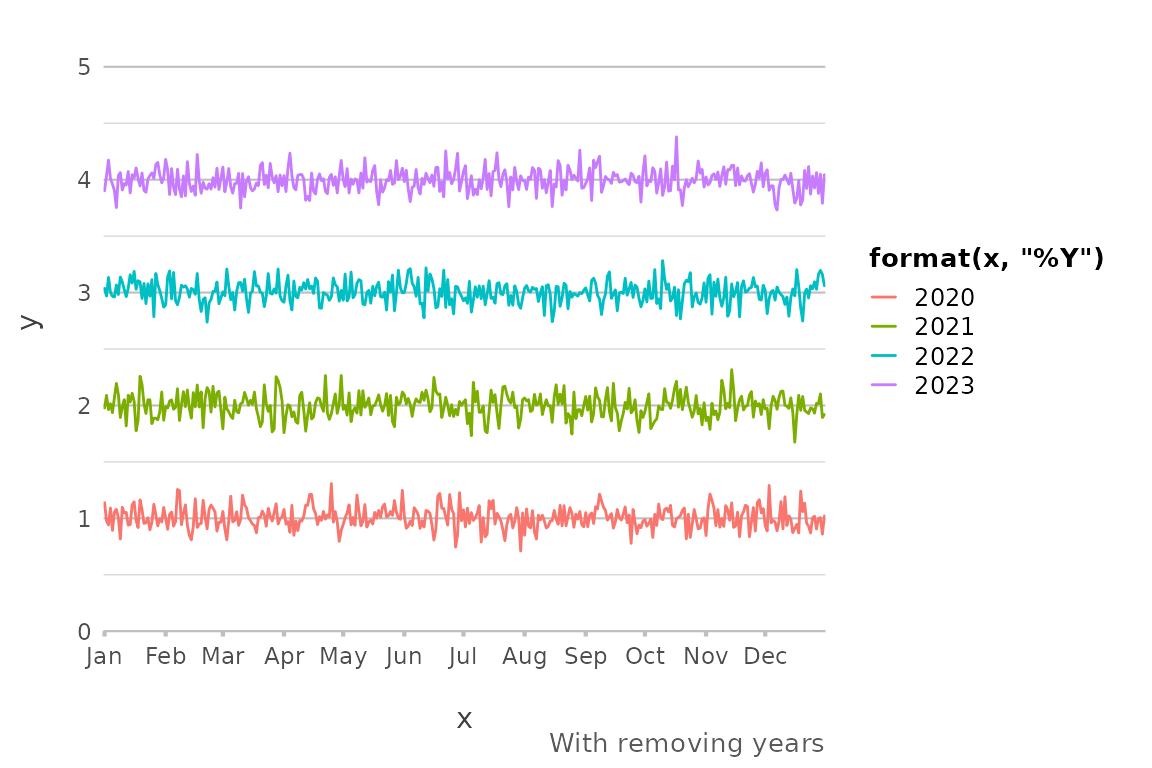 5
4
3
2
1
0
y
Jan Feb Mar Apr May Jun Jul Aug Sep Oct Nov Dec
x
With removing years
format(x, "%Y")
2020
2021
2022
2023